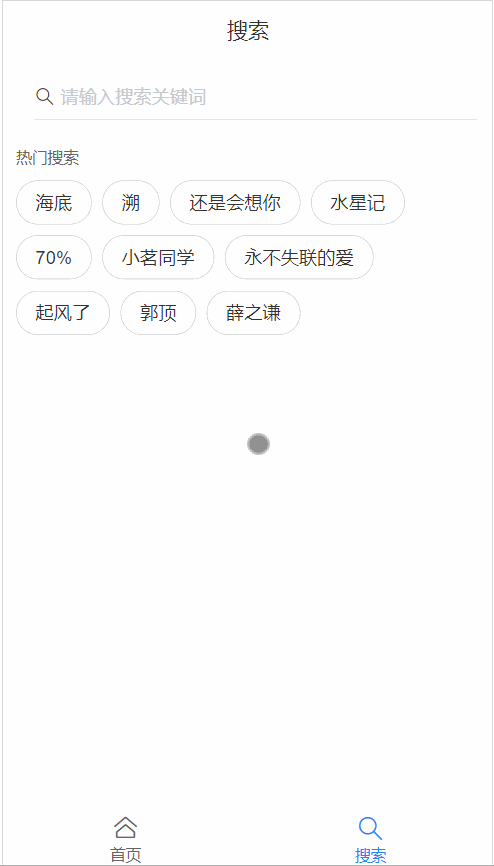 搜索
请输入搜索关键词
热门搜索
海底 溯 还是会想你 水星记
70% 小茗同学 永不失联的爱
起风了 郭顶 薛之谦
首页 搜索